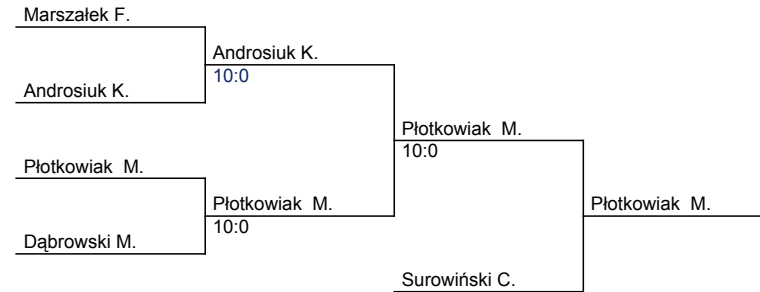 Marszałek F.
Androsiuk K.
10:0
Androsiuk K.
Płotkowiak  M.
10:0
Płotkowiak  M.
Płotkowiak  M.
Płotkowiak  M.
10:0
Dąbrowski M.
Surowiński C.